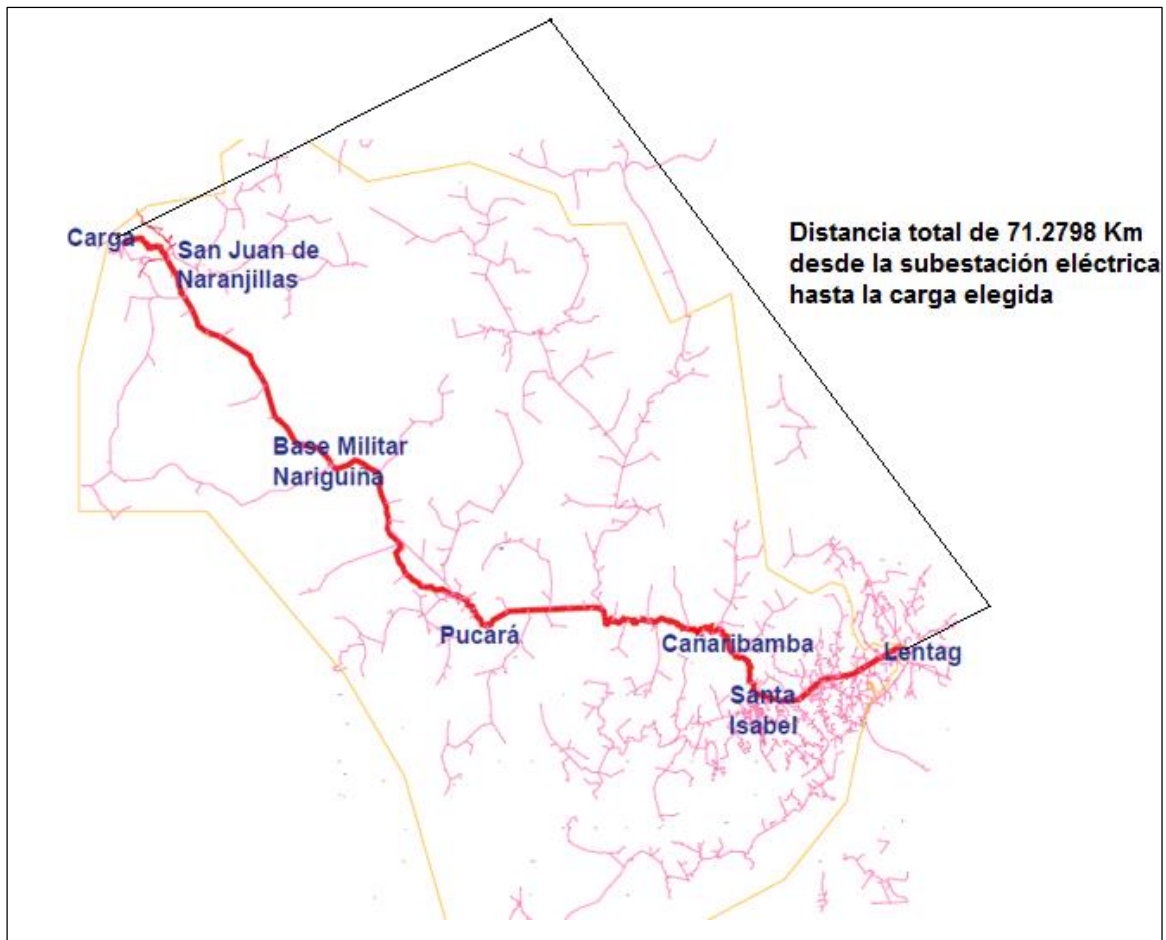 Carga
San Juan de
Naranjillas
Distancia total de 71.2798 Km
desde la subestación eléctrica
hasta la carga elegida
Base Militar
Nariguiña
Pucará
Cañaribamba
Lentag
Santa
Isabel